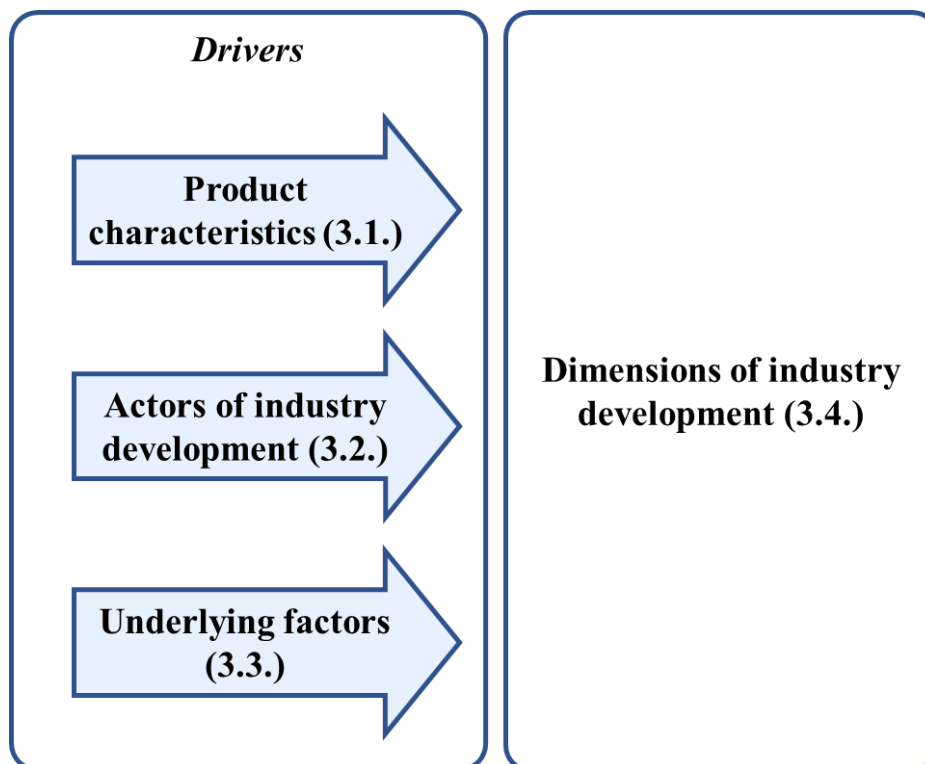 Drivers
Product
characteristics (3.1.)
Actors of industry
development (3.2.)
Underlying factors
(3.3.)
Dimensions of industry
development (3.4.)